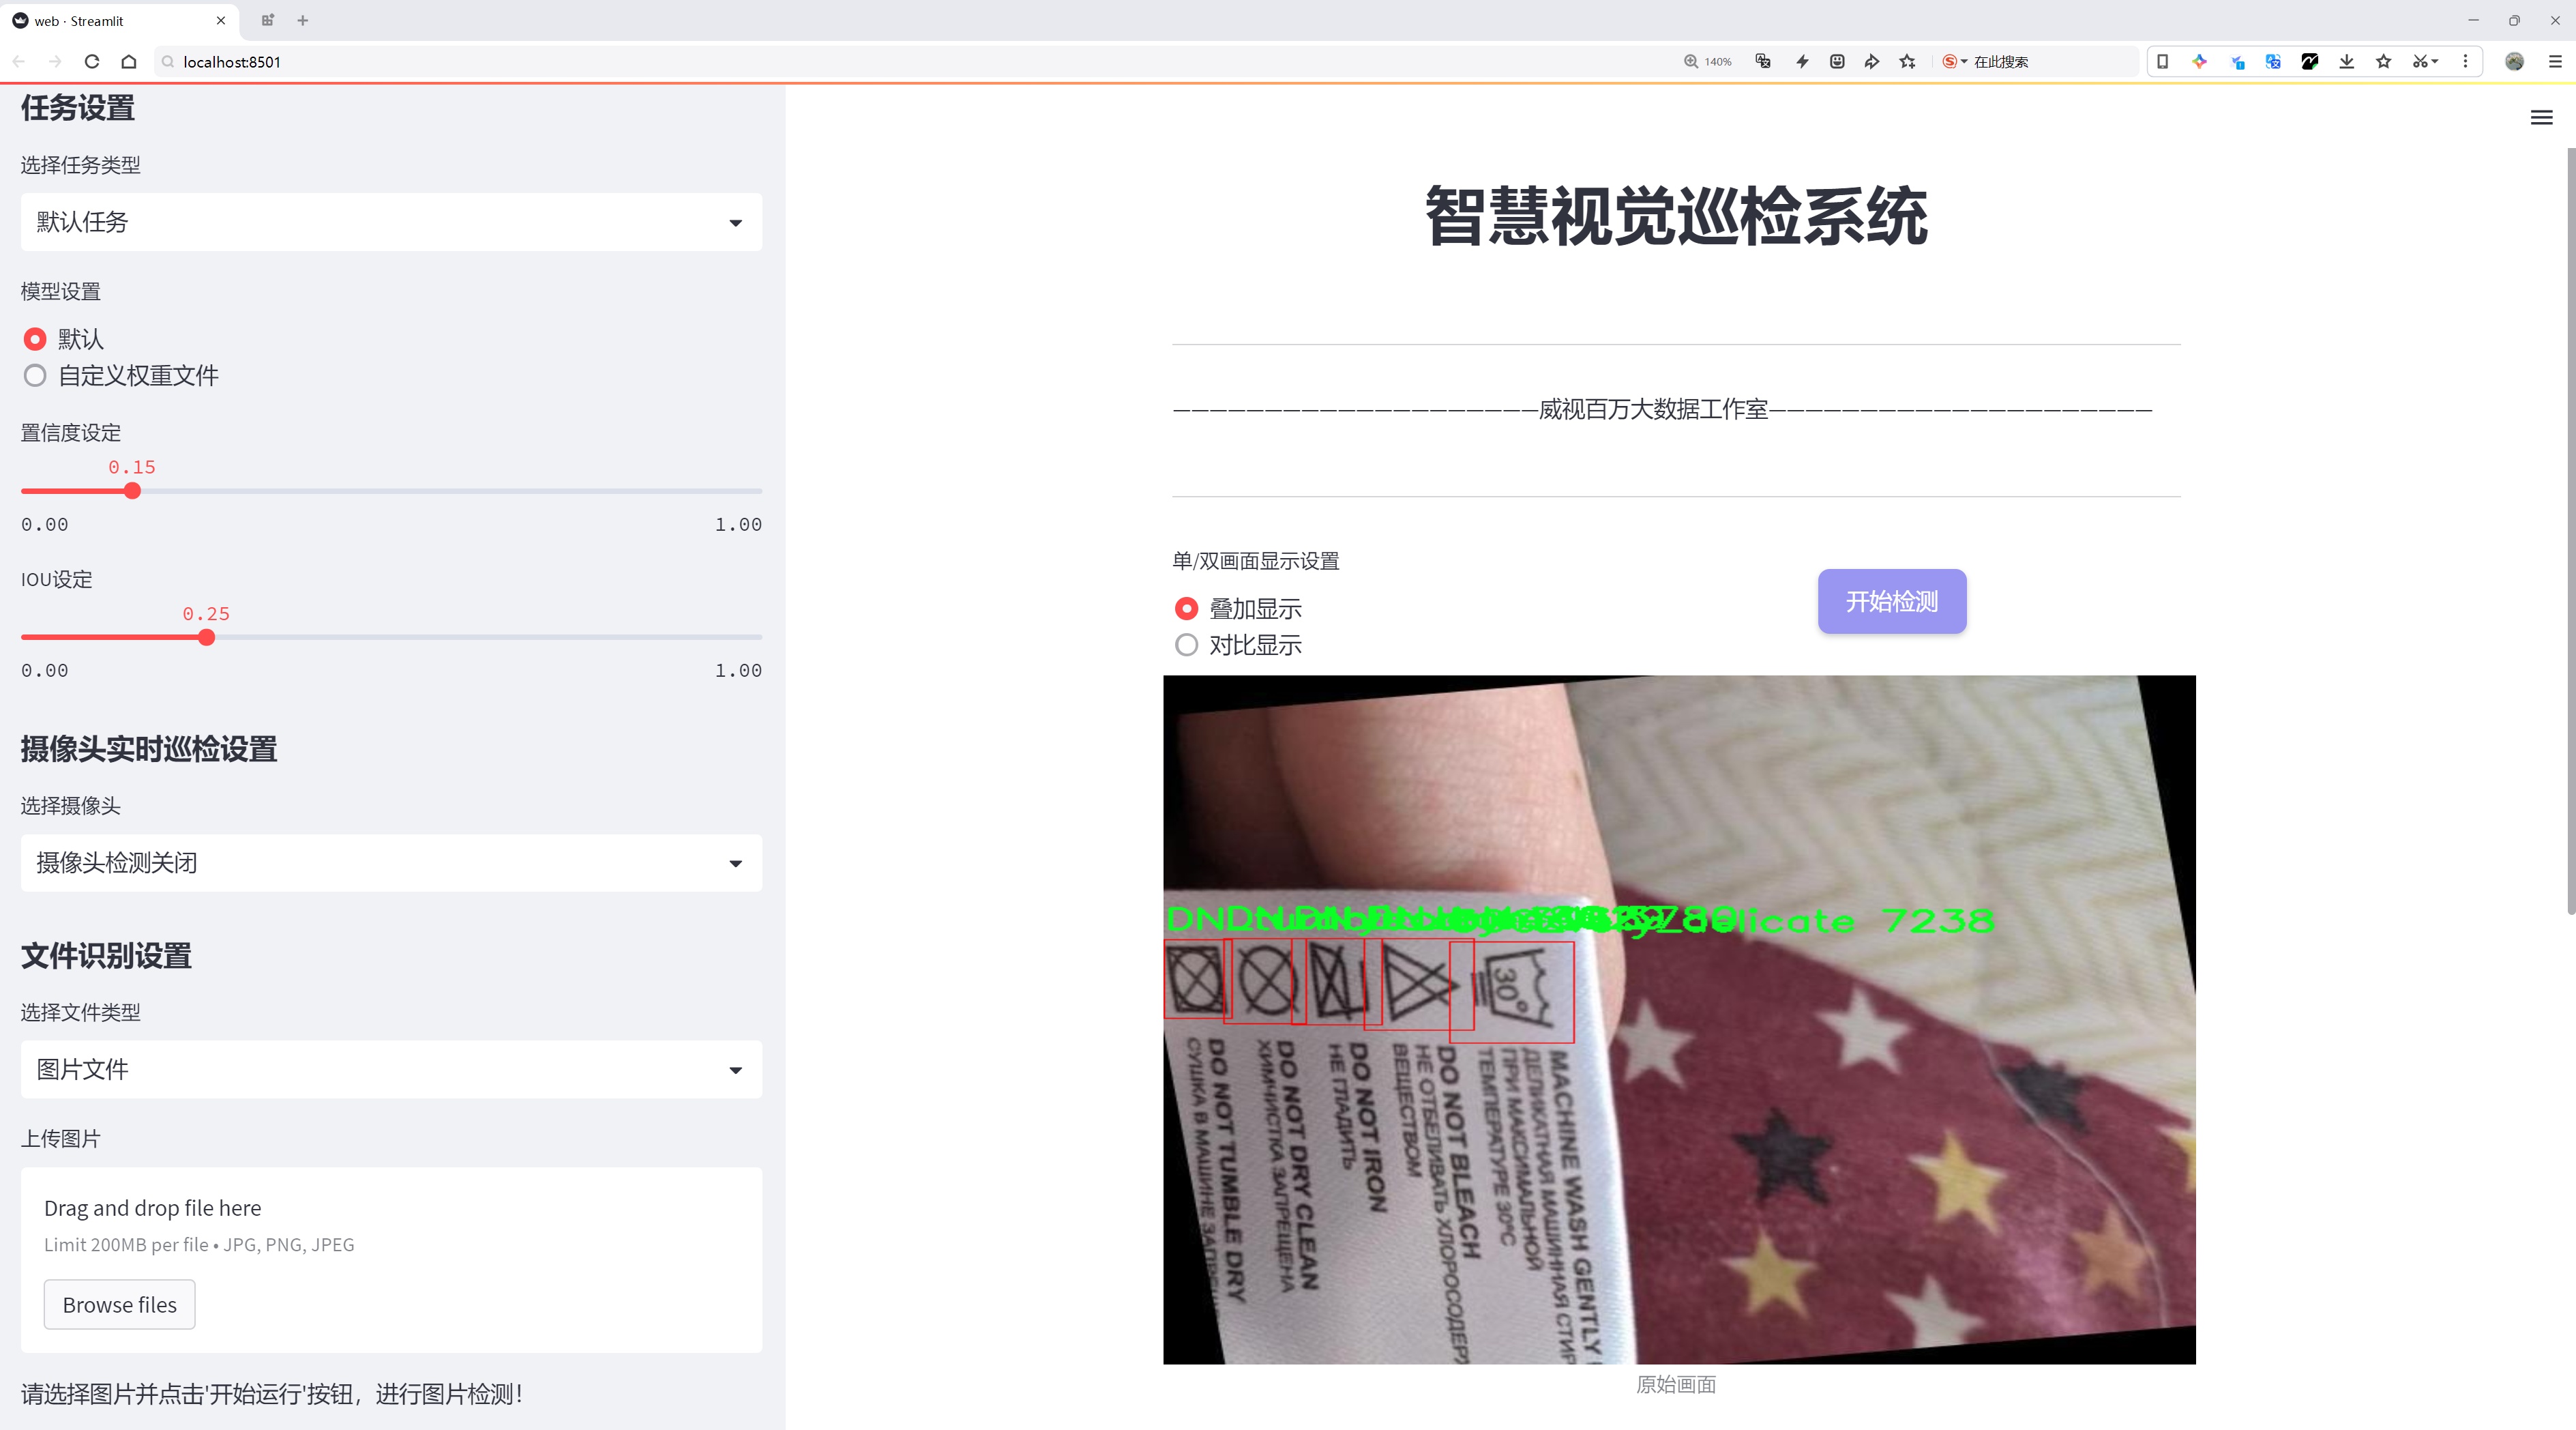 web · Streamlit
localhost:8501
140%
在此搜索
任务设置
选择任务类型
默认任务
模型设置
默认
自定义权重文件
置信度设定
0.15
0.00
1.00
IOU设定
0.25
0.00
1.00
摄像头实时巡检设置
选择摄像头
摄像头检测关闭
文件识别设置
选择文件类型
图片文件
上传图片
Drag and drop file here
Limit 200MB per file • JPG, PNG, JPEG
Browse files
请选择图片并点击'开始运行'按钮，进行图片检测！
智慧视觉巡检系统
————————————————————威视百万大数据工作室—————————————————————
单/双画面显示设置
叠加显示
对比显示
开始检测
7238
30°
MACHINE WASH GENTLY
ДЕЛИКАТНАЯ МАШИННАЯ
ПРИ МАКСИМАЛЬНОЙ
ТЕМПЕРАТУРЕ 30ºC
DO NOT BLEACH
НЕ ОТБЕЛИВАТЬ
ВЕЩЕСТВОМ
DO NOT IRON
НЕ ГЛАДИТЬ
DO NOT DRY CLEAN
ХИМЧИСТКА ЗАПРЕЩЕНА
DO NOT TUMBLE DRY
СУШКА В МАШИНЕ
原始画面